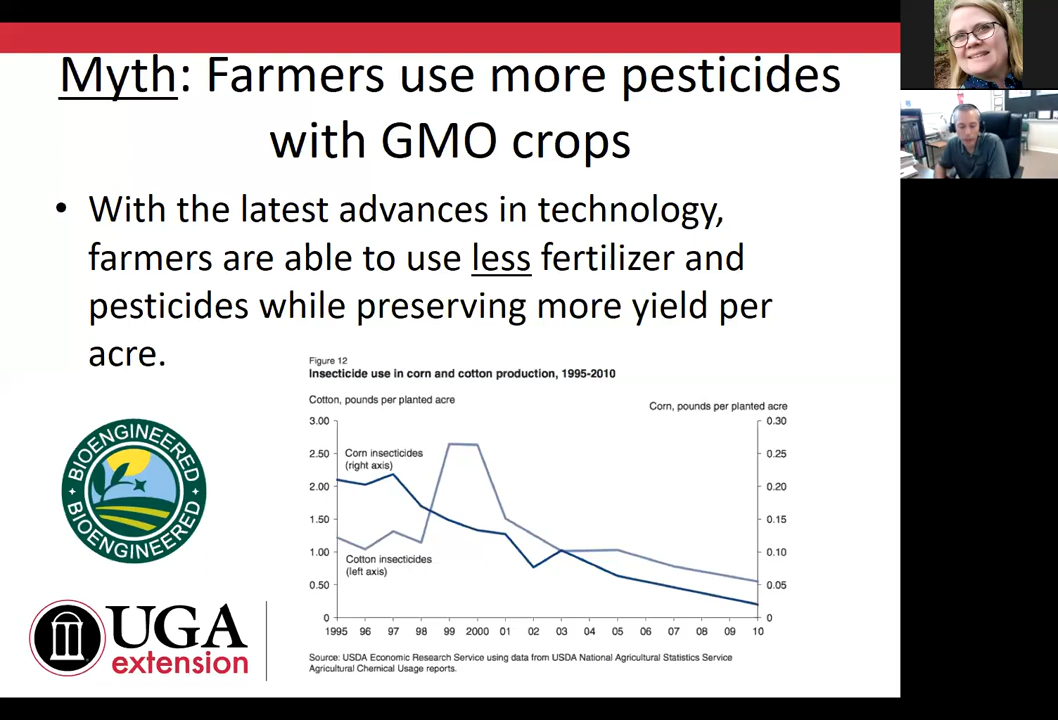 Myth: Farmers use more pesticides
with GMO crops
• With the latest advances in technology,
farmers are able to use less fertilizer and
pesticides while preserving more yield per
acre.
Figure 12
Insecticide use in corn and cotton production, 1995-2010
Cotton, pounds per planted acre
Corn, pounds per planted acre
3.00
2.50
2.00
1.50
1.00
0.50
0
0.30
0.25
0.20
0.15
0.10
0.05
0
Corn insecticides
(right axis)
Cotton insecticides
(left axis)
1995 96 97 98 99 2000 01 02 03 04 05 06 07 08 09 10
Source: USDA Economic Research Service using data from USDA National Agricultural Statistics Service
Agricultural Chemical Usage reports.
BIOENGINEERED
BIOENGINEERED
UGA
extension